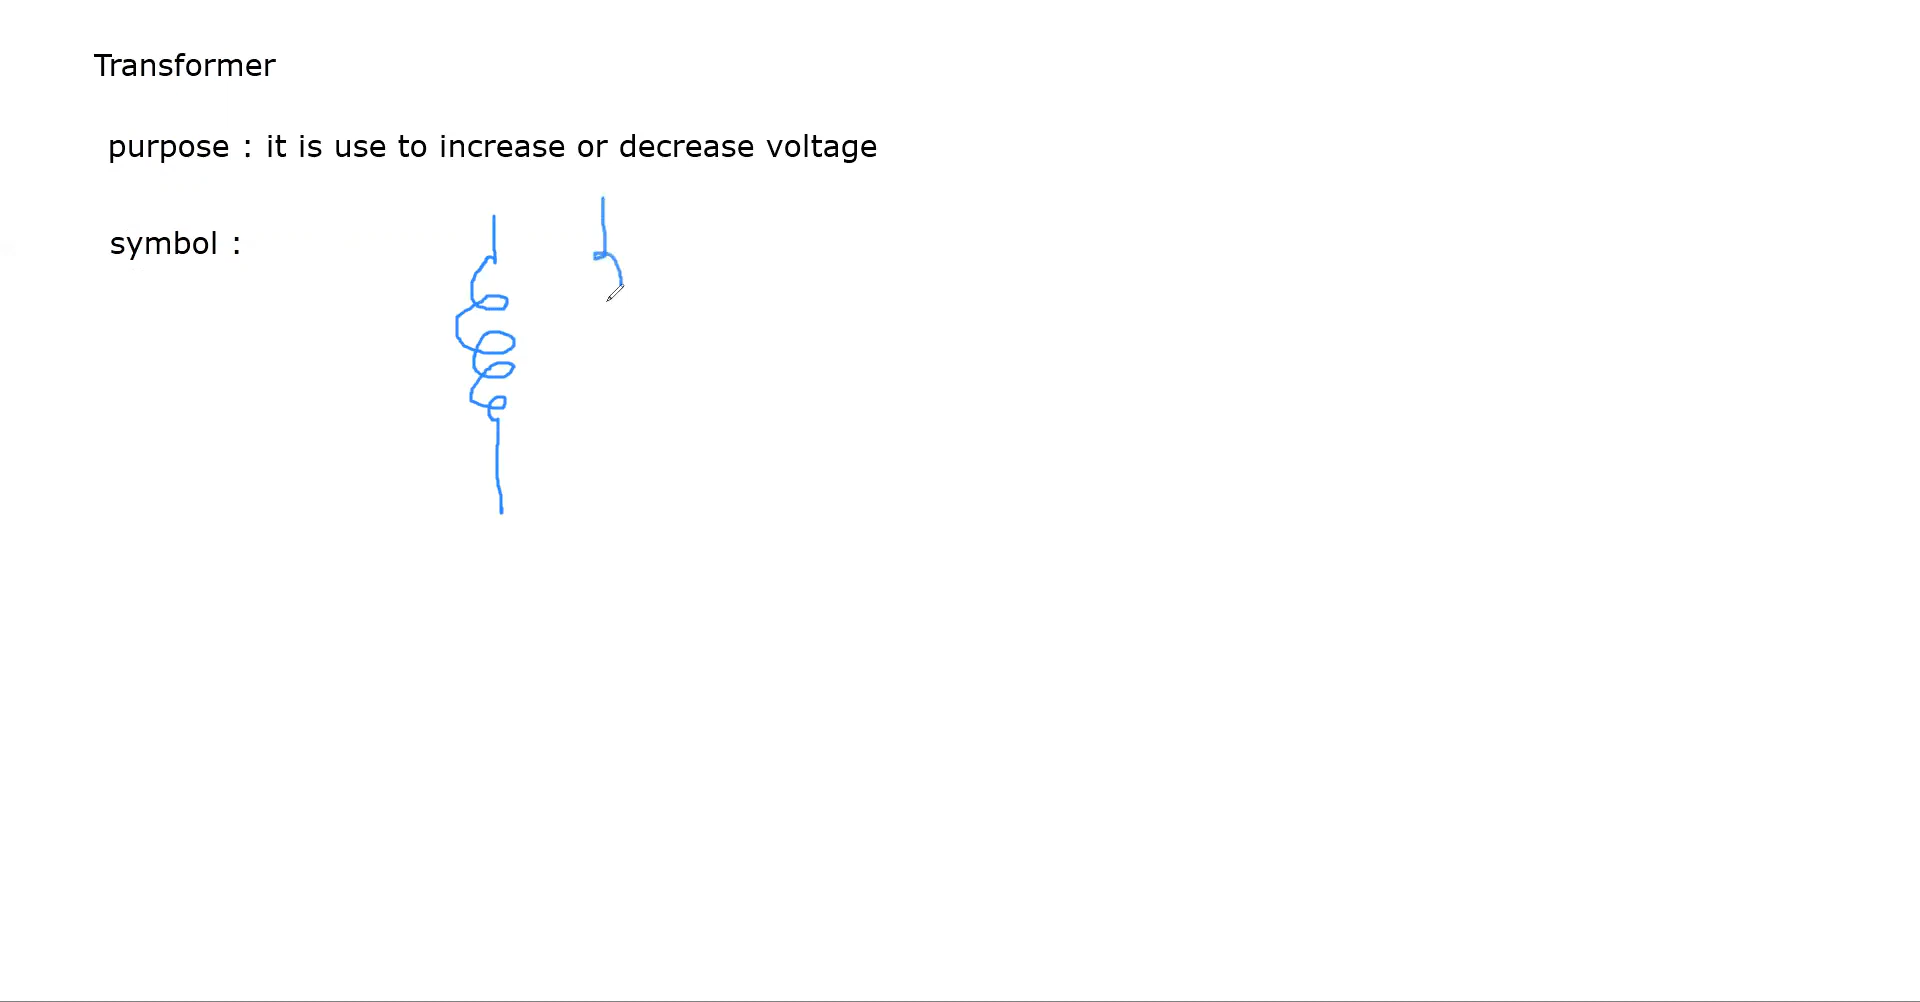 Transformer
purpose : it is use to increase or decrease voltage
symbol :